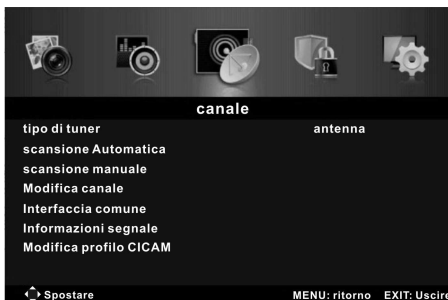 canale
tipo di tuner antenna
scansione Automatica
scansione manuale
Modifica canale
Interfaccia comune
Informazioni segnale
Modifica profilo CICAM
Spostare MENU: ritorno EXIT: Uscire